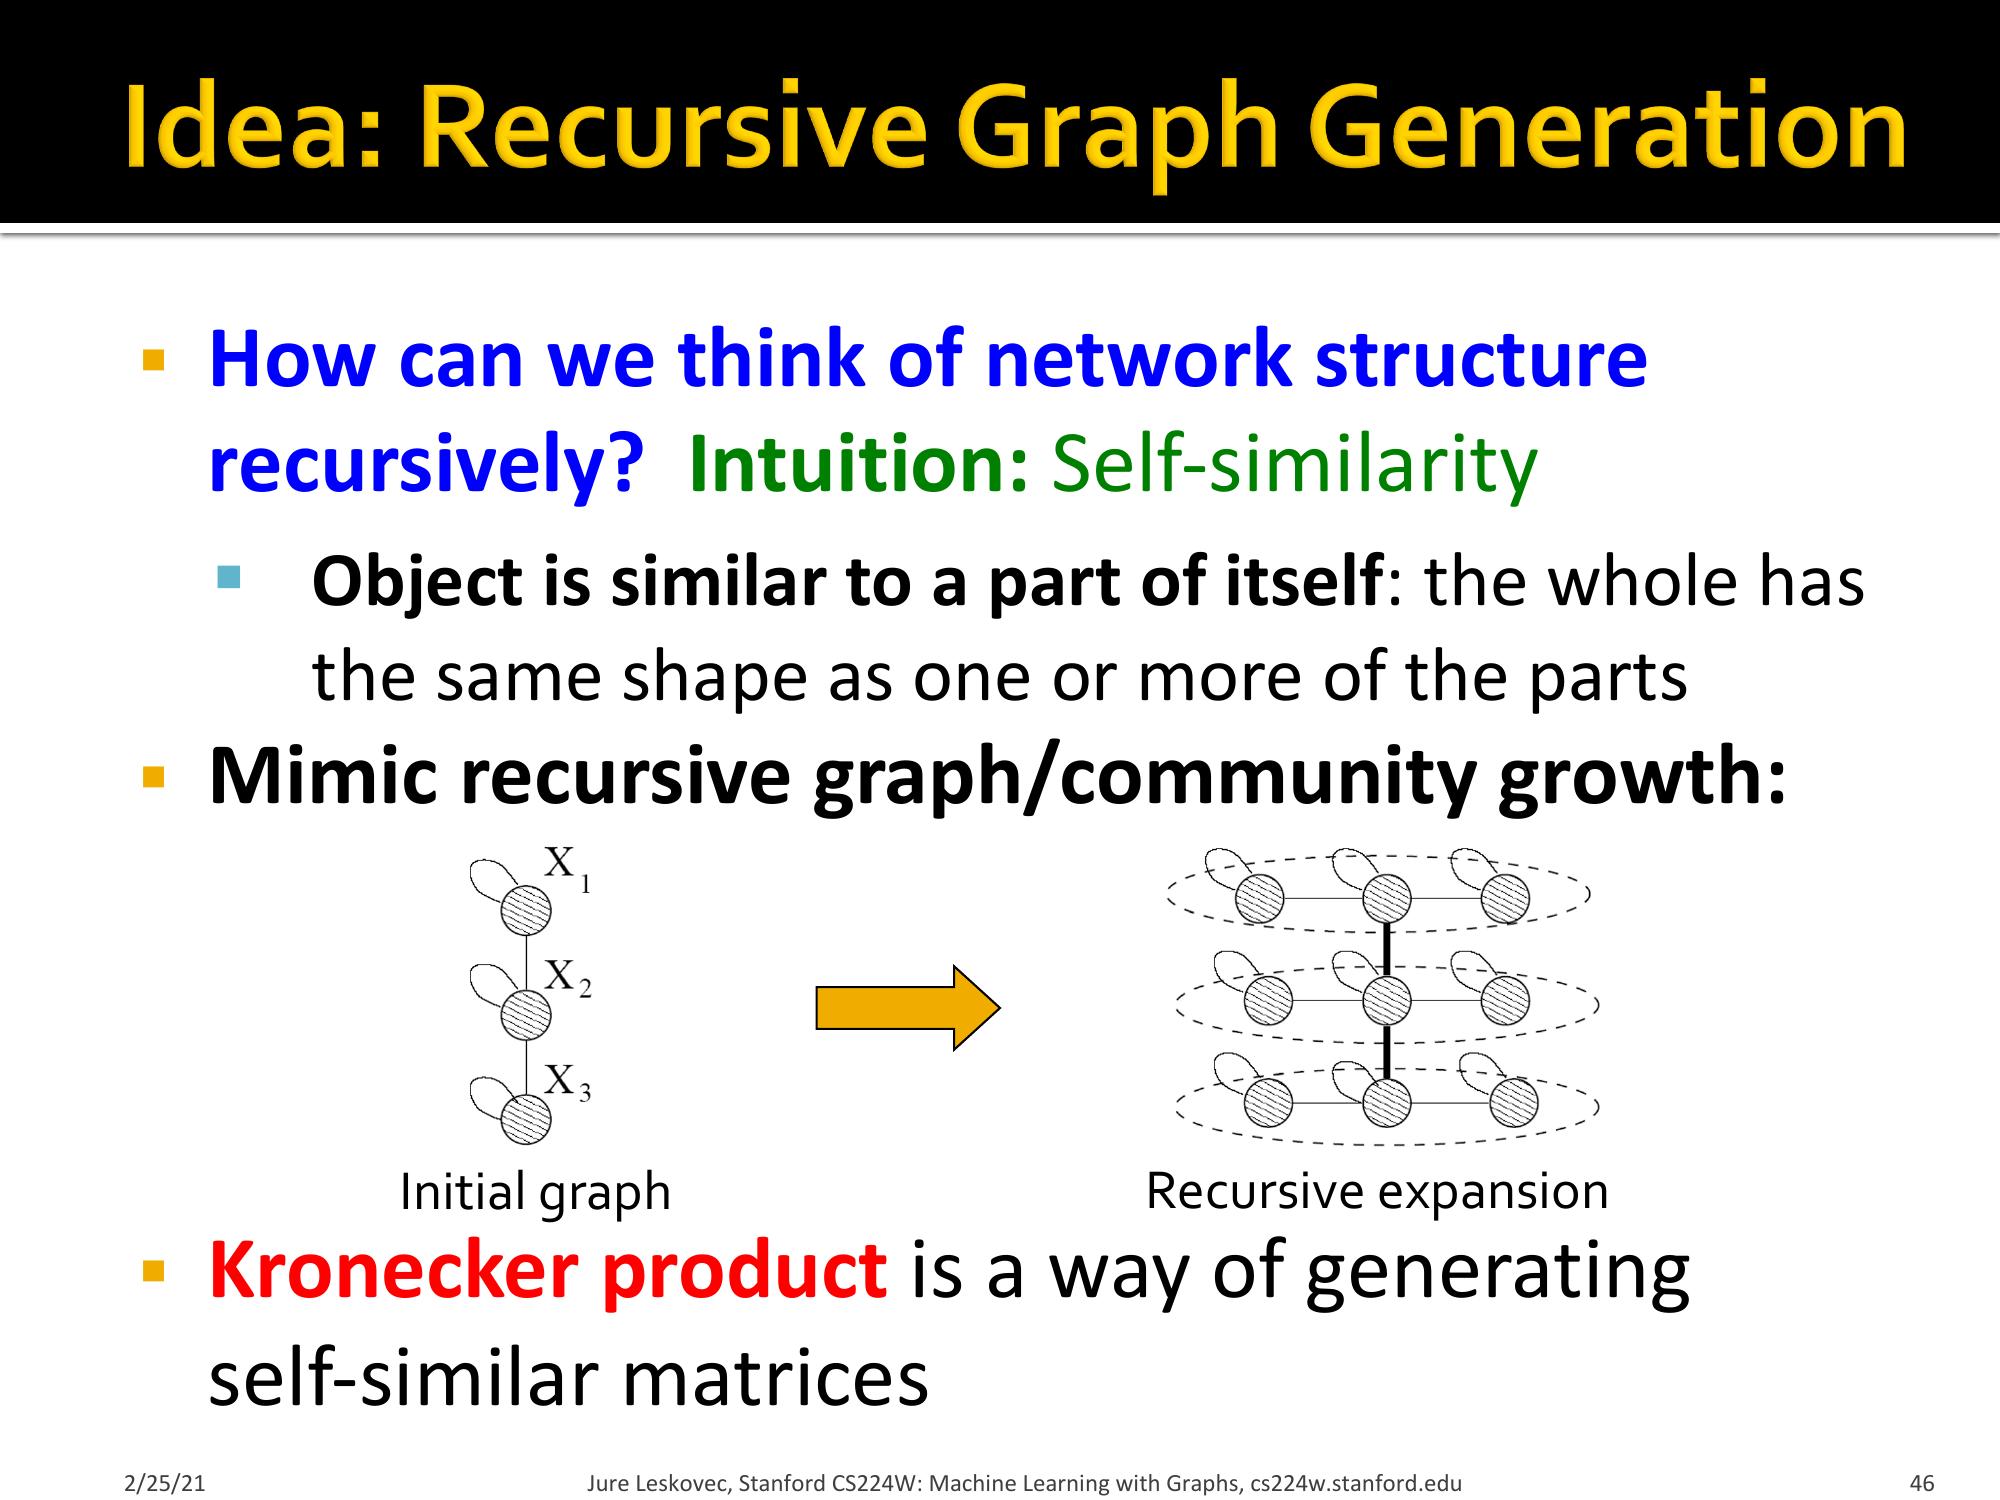 Idea: Recursive Graph Generation
How can we think of network structure
recursively? Intuition: Self-similarity
Object is similar to a part of itself: the whole has
the same shape as one or more of the parts
Mimic recursive graph/community growth:
X1
X2
X3
Initial graph
Recursive expansion
Kronecker product is a way of generating
self-similar matrices
2/25/21
Jure Leskovec, Stanford CS224W: Machine Learning with Graphs, cs224w.stanford.edu
46